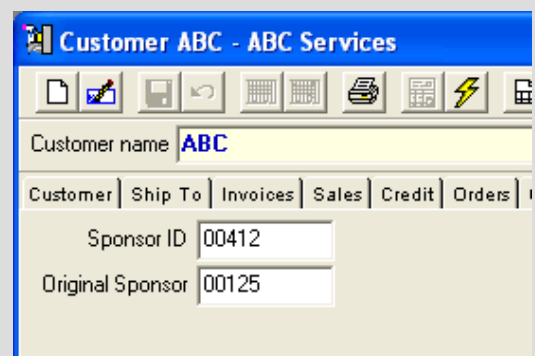 Customer ABC - ABC Services
Customer name ABC
Customer Ship To Invoices Sales Credit Orders
Sponsor ID 00412
Original Sponsor 00125